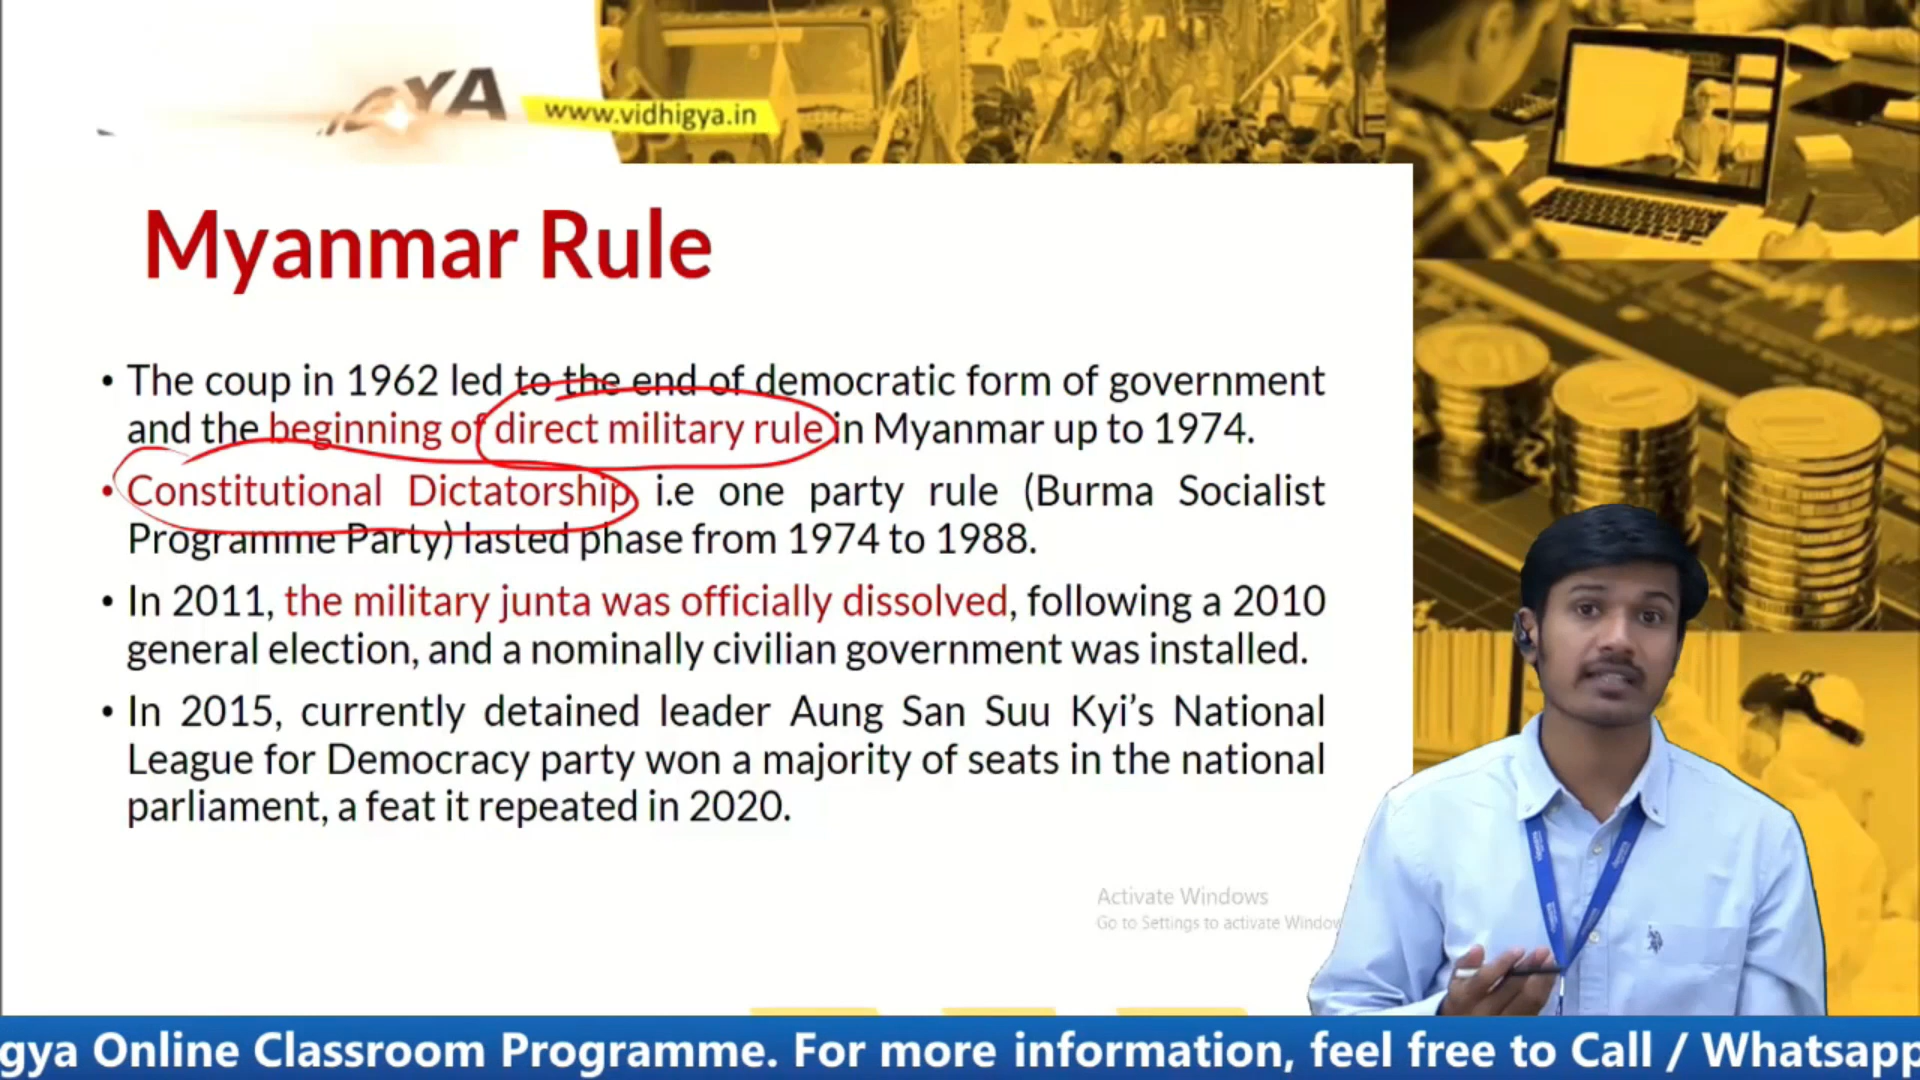 GYA
www.vidhigya.in
Myanmar Rule
• The coup in 1962 led to the end of democratic form of government
and the beginning of direct military rule in Myanmar up to 1974.
• Constitutional Dictatorship i.e one party rule (Burma Socialist
Programme Party) lasted phase from 1974 to 1988.
• In 2011, the military junta was officially dissolved, following a 2010
general election, and a nominally civilian government was installed.
• In 2015, currently detained leader Aung San Suu Kyi’s National
League for Democracy party won a majority of seats in the national
parliament, a feat it repeated in 2020.
Activate Windows
Go to Settings to activate Window
gya Online Classroom Programme. For more information, feel free to Call / Whatsapp